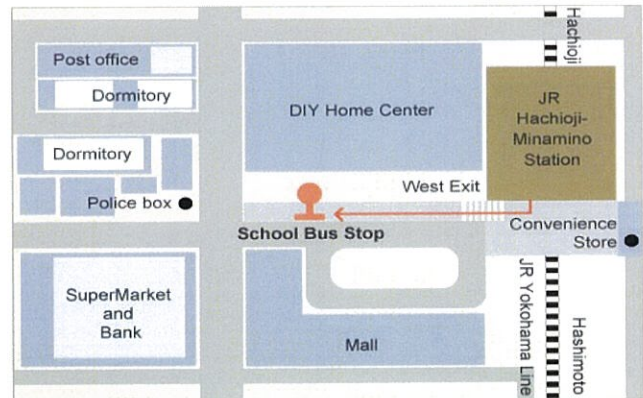 Post office
Dormitory
Dormitory
Police box
SuperMarket
and
Bank
DIY Home Center
West Exit
School Bus Stop
Mall
Hachioji
JR
Hachioji-
Minamino
Station
Convenience
Store
JR Yokohama Line
Hashimoto